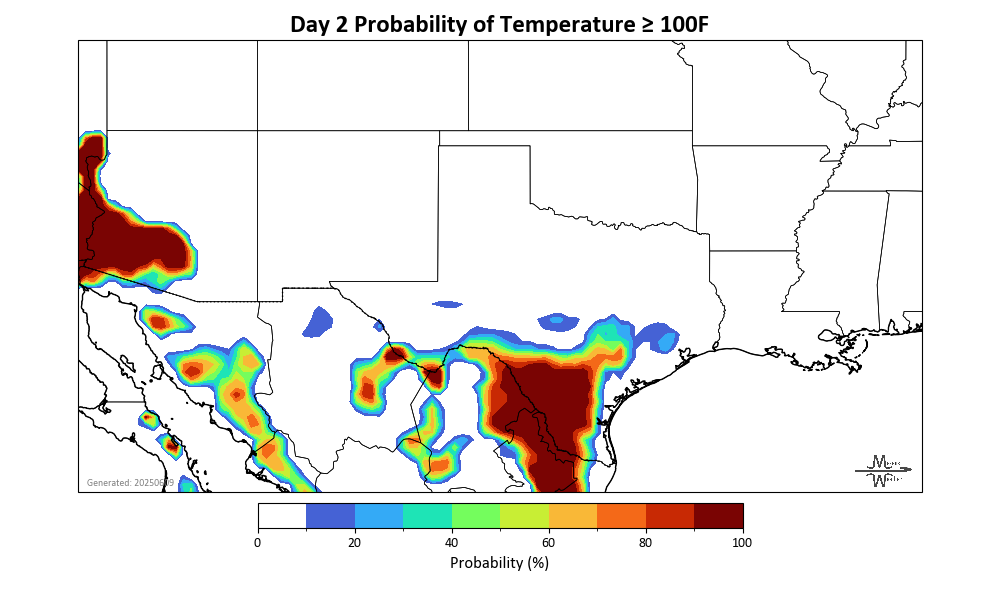 Day 2 Probability of Temperature ≥ 100F
Generated: 20250609
0 20 40 60 80 100
Probability (%)